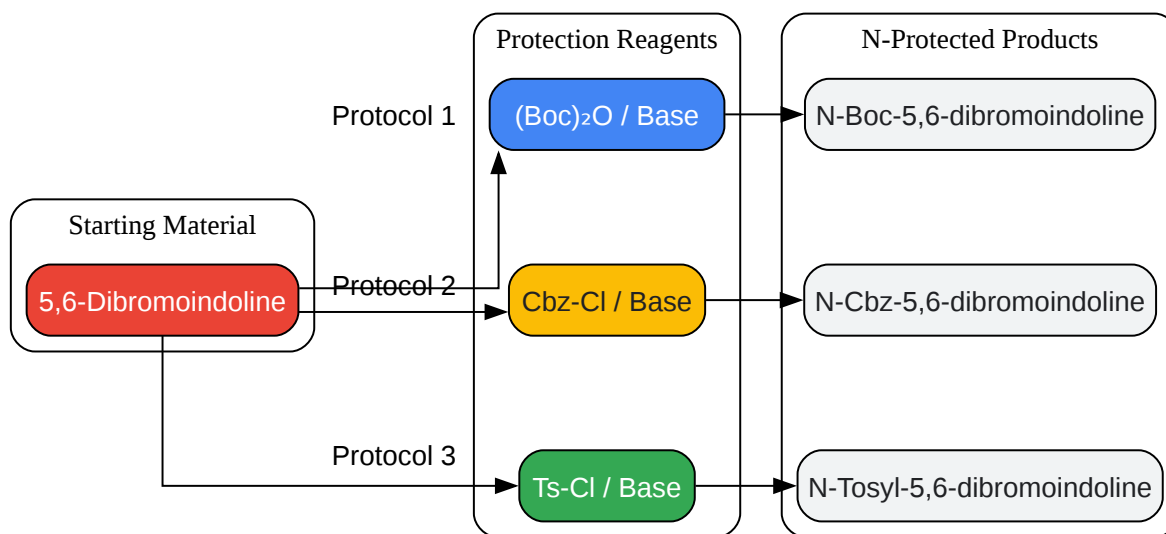 Protection Reagents
N-Protected Products
Protocol 1
(Boc)₂O / Base
N-Boc-5,6-dibromoindoline
Starting Material
5,6-Dibromoindoline
Protocol 2
Cbz-Cl / Base
N-Cbz-5,6-dibromoindoline
Protocol 3
Ts-Cl / Base
N-Tosyl-5,6-dibromoindoline